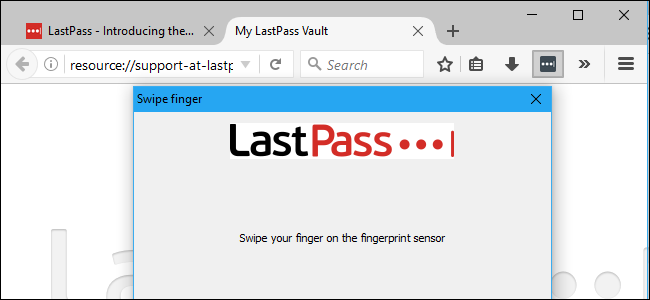 LastPass - Introducing the...
My LastPass Vault
resource://support-at-lastp
Search
Swipe finger
LastPass
Swipe your finger on the fingerprint sensor